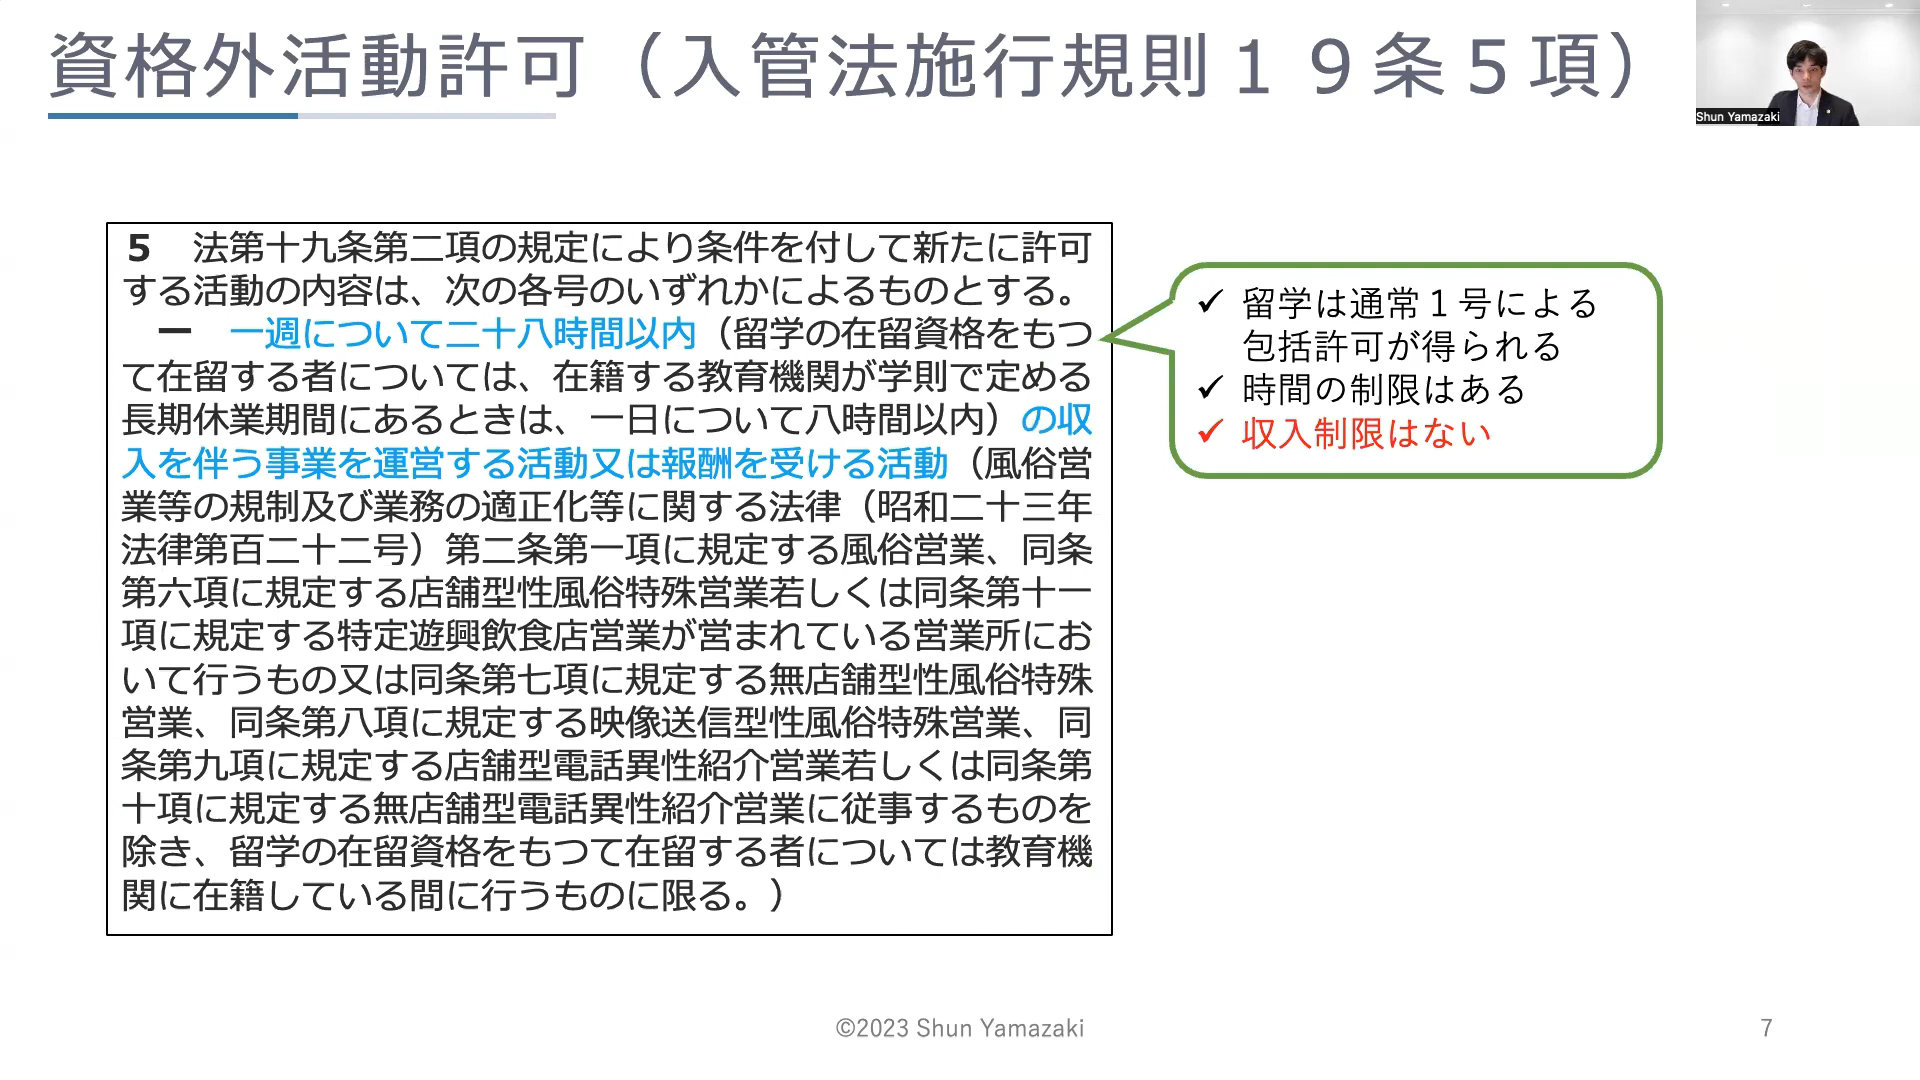 資格外活動許可（入管法施行規則１９条５項）
Shun Yamazaki
5　法第十九条第二項の規定により条件を付して新たに許可
する活動の内容は、次の各号のいずれかによるものとする。
一　一週について二十八時間以内（留学の在留資格をもつ
て在留する者については、在籍する教育機関が学則で定める
長期休業期間にあるときは、一日について八時間以内）の収
入を伴う事業を運営する活動又は報酬を受ける活動（風俗営
業等の規制及び業務の適正化等に関する法律（昭和二十三年
法律第百二十二号）第二条第一項に規定する風俗営業、同条
第六項に規定する店舗型性風俗特殊営業若しくは同条第十一
項に規定する特定遊興飲食店営業が営まれている営業所にお
いて行うもの又は同条第七項に規定する無店舗型性風俗特殊
営業、同条第八項に規定する映像送信型性風俗特殊営業、同
条第九項に規定する店舗型電話異性紹介営業若しくは同条第
十項に規定する無店舗型電話異性紹介営業に従事するものを
除き、留学の在留資格をもつて在留する者については教育機
関に在籍している間に行うものに限る。）
✓ 留学は通常１号による
包括許可が得られる
✓ 時間の制限はある
✓ 収入制限はない
©2023 Shun Yamazaki
7